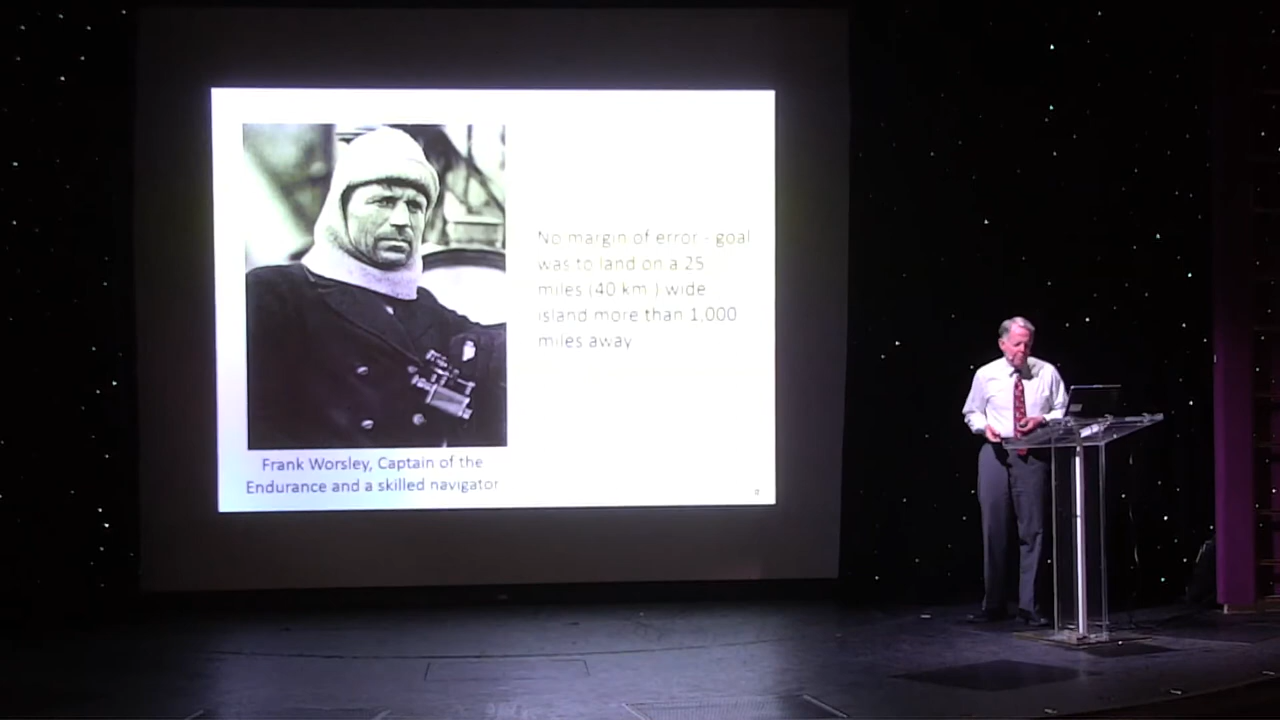 No margin of error - goal
was to land on a 25
miles (40 km ) wide
island more than 1,000
miles away
Frank Worsley, Captain of the
Endurance and a skilled navigator